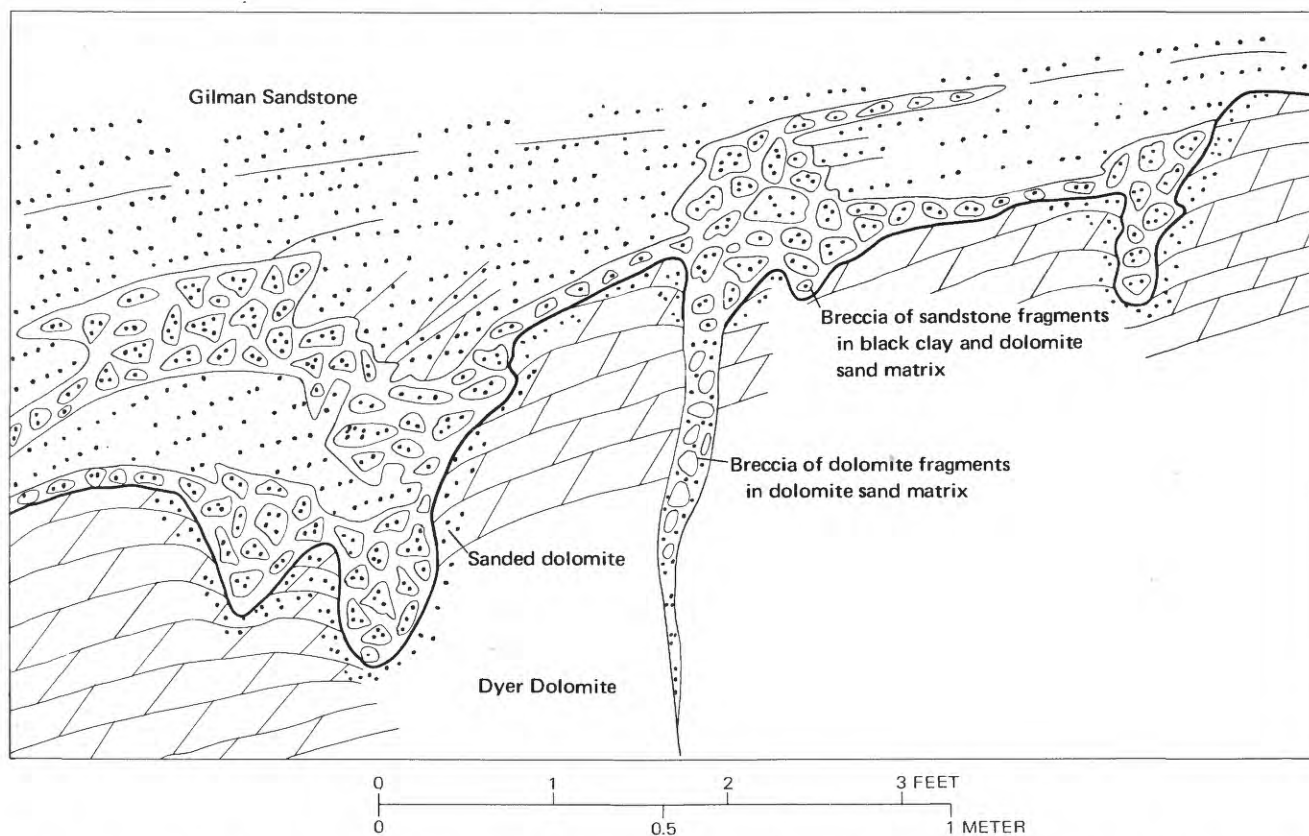 Gilman Sandstone
Breccia of sandstone fragments
in black clay and dolomite
sand matrix
Breccia of dolomite fragments
in dolomite sand matrix
Sanded dolomite
Dyer Dolomite
0 1 2 3 FEET
0 0.5 1 METER